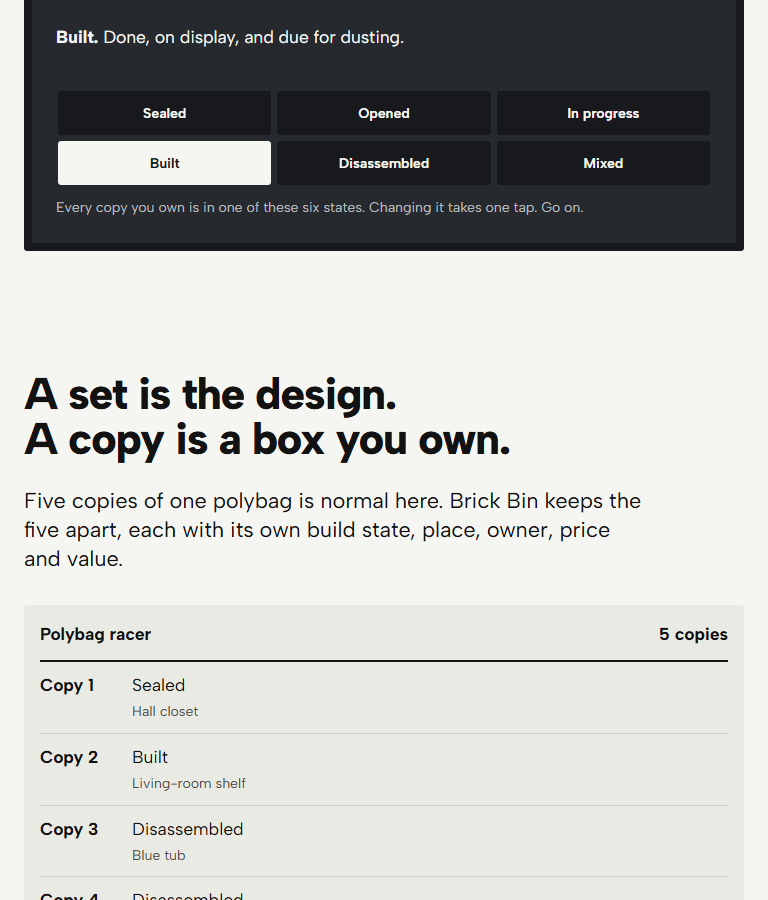 Built. Done, on display, and due for dusting.
Sealed
Opened
In progress
Built
Disassembled
Mixed
Every copy you own is in one of these six states. Changing it takes one tap. Go on.
A set is the design.
A copy is a box you own.
Five copies of one polybag is normal here. Brick Bin keeps the
five apart, each with its own build state, place, owner, price
and value.
Polybag racer
5 copies
Copy 1
Sealed
Hall closet
Copy 2
Built
Living-room shelf
Copy 3
Disassembled
Blue tub
Copy 4
Disassembled